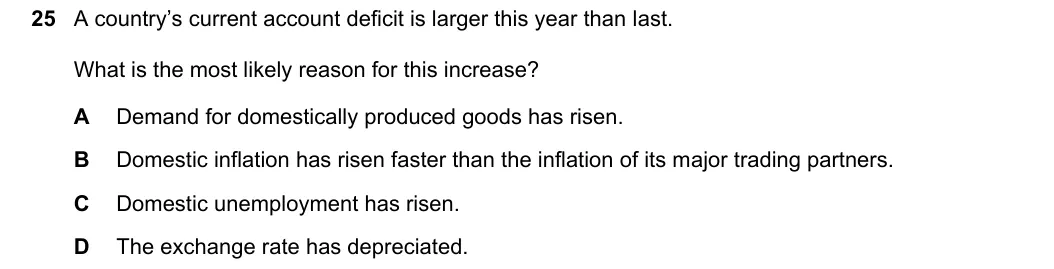 25 A country's current account deficit is larger this year than last.
What is the most likely reason for this increase?
A Demand for domestically produced goods has risen.
B Domestic inflation has risen faster than the inflation of its major trading partners.
C Domestic unemployment has risen.
D The exchange rate has depreciated.